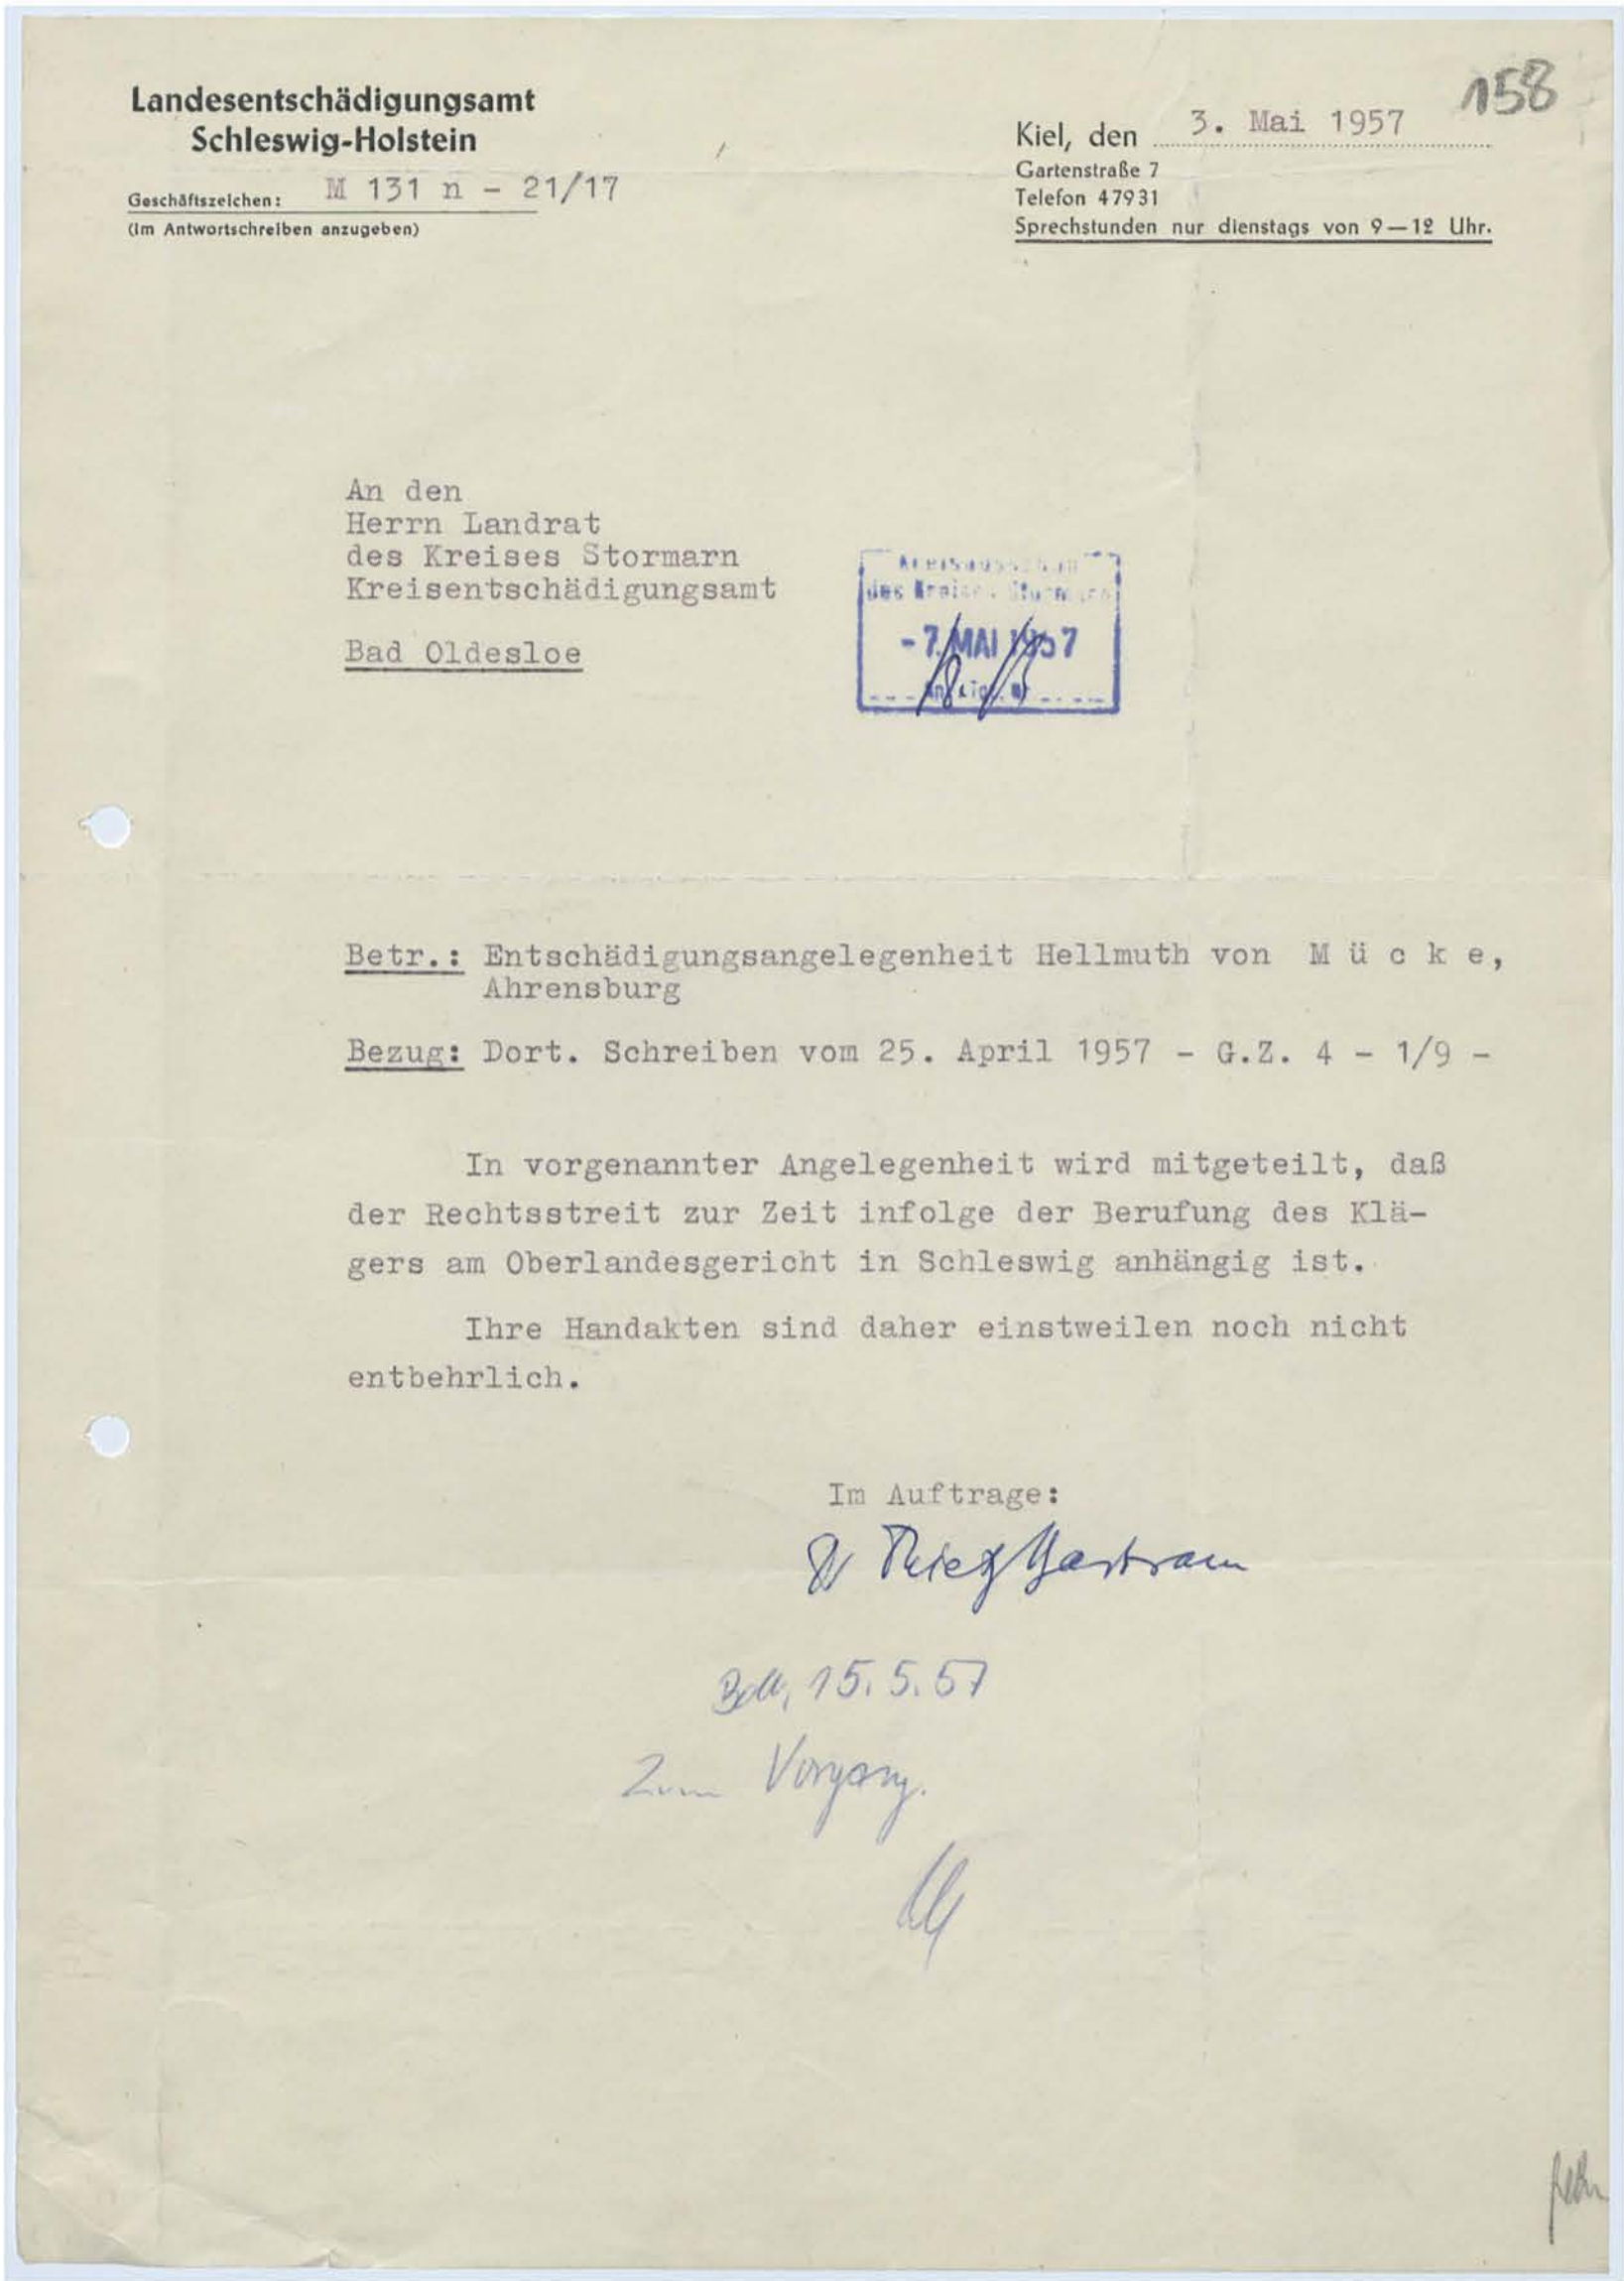 158
Landesentschädigungsamt
Schleswig-Holstein
Geschäftszeichen: M 131 n - 21/17
(Im Antwortschreiben anzugeben)
Kiel, den 3. Mai 1957
Gartenstraße 7
Telefon 47931
Sprechstunden nur dienstags von 9—12 Uhr.
An den
Herrn Landrat
des Kreises Stormarn
Kreisentschädigungsamt
Bad Oldesloe
Kreisausschuß
des Kreises Stormarn
-7. MAI 1957
Betr.: Entschädigungsangelegenheit Hellmuth von M ü c k e,
Ahrensburg
Bezug: Dort. Schreiben vom 25. April 1957 - G.Z. 4 - 1/9 -
In vorgenannter Angelegenheit wird mitgeteilt, daß
der Rechtsstreit zur Zeit infolge der Berufung des Klä-
gers am Oberlandesgericht in Schleswig anhängig ist.
Ihre Handakten sind daher einstweilen noch nicht
entbehrlich.
Im Auftrage:
15.5.57
Zum Vorgang.